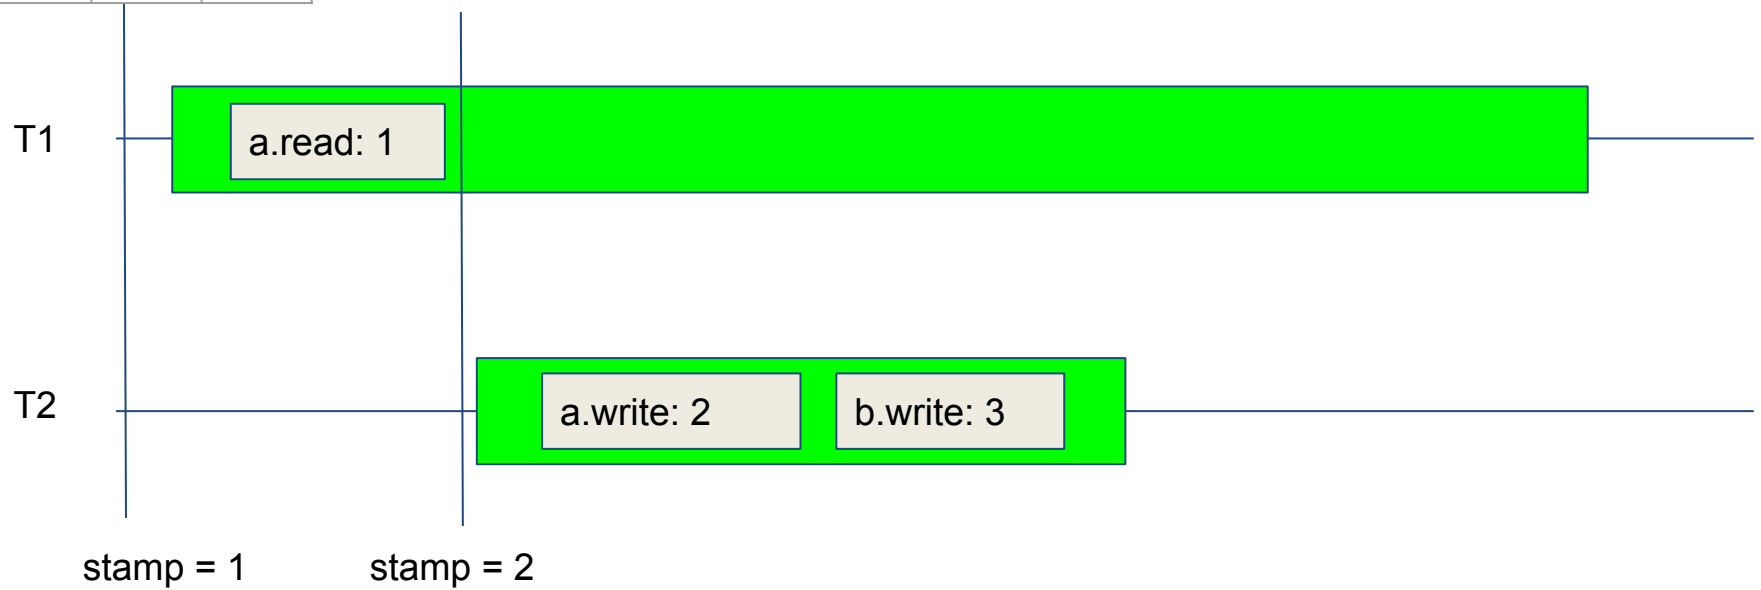 T1
a.read: 1
T2
a.write: 2
b.write: 3
stamp = 1
stamp = 2